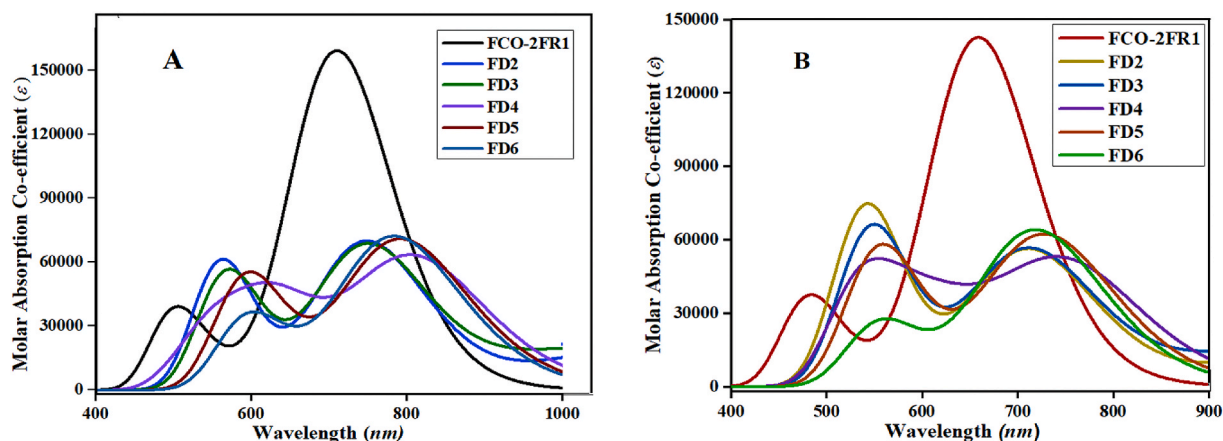 A
FCO-2FR1
FD2
FD3
FD4
FD5
FD6
Molar Absorption Co-efficient (ε)
150000
120000
90000
60000
30000
0
400
600
800
1000
Wavelength (nm)
B
FCO-2FR1
FD2
FD3
FD4
FD5
FD6
Molar Absorption Co-efficient (ε)
150000
120000
90000
60000
30000
0
400
500
600
700
800
900
Wavelength (nm)